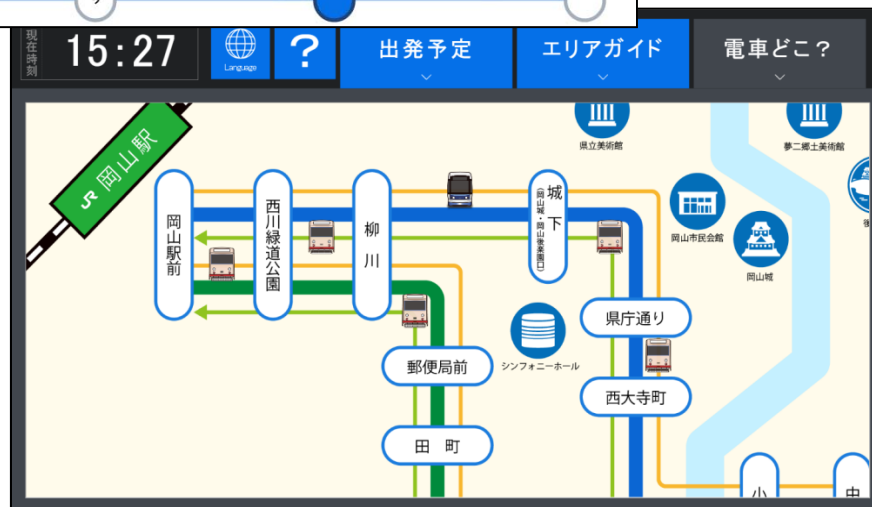 現在時刻
15:27
Language
?
出発予定
エリアガイド
電車どこ?
JR 岡山駅
県立美術館
夢二郷土美術館
岡山駅前
西川緑道公園
柳川
城下
(岡山城・岡山後楽園口)
岡山市民会館
岡山城
県庁通り
シンフォニーホール
郵便局前
西大寺町
田町